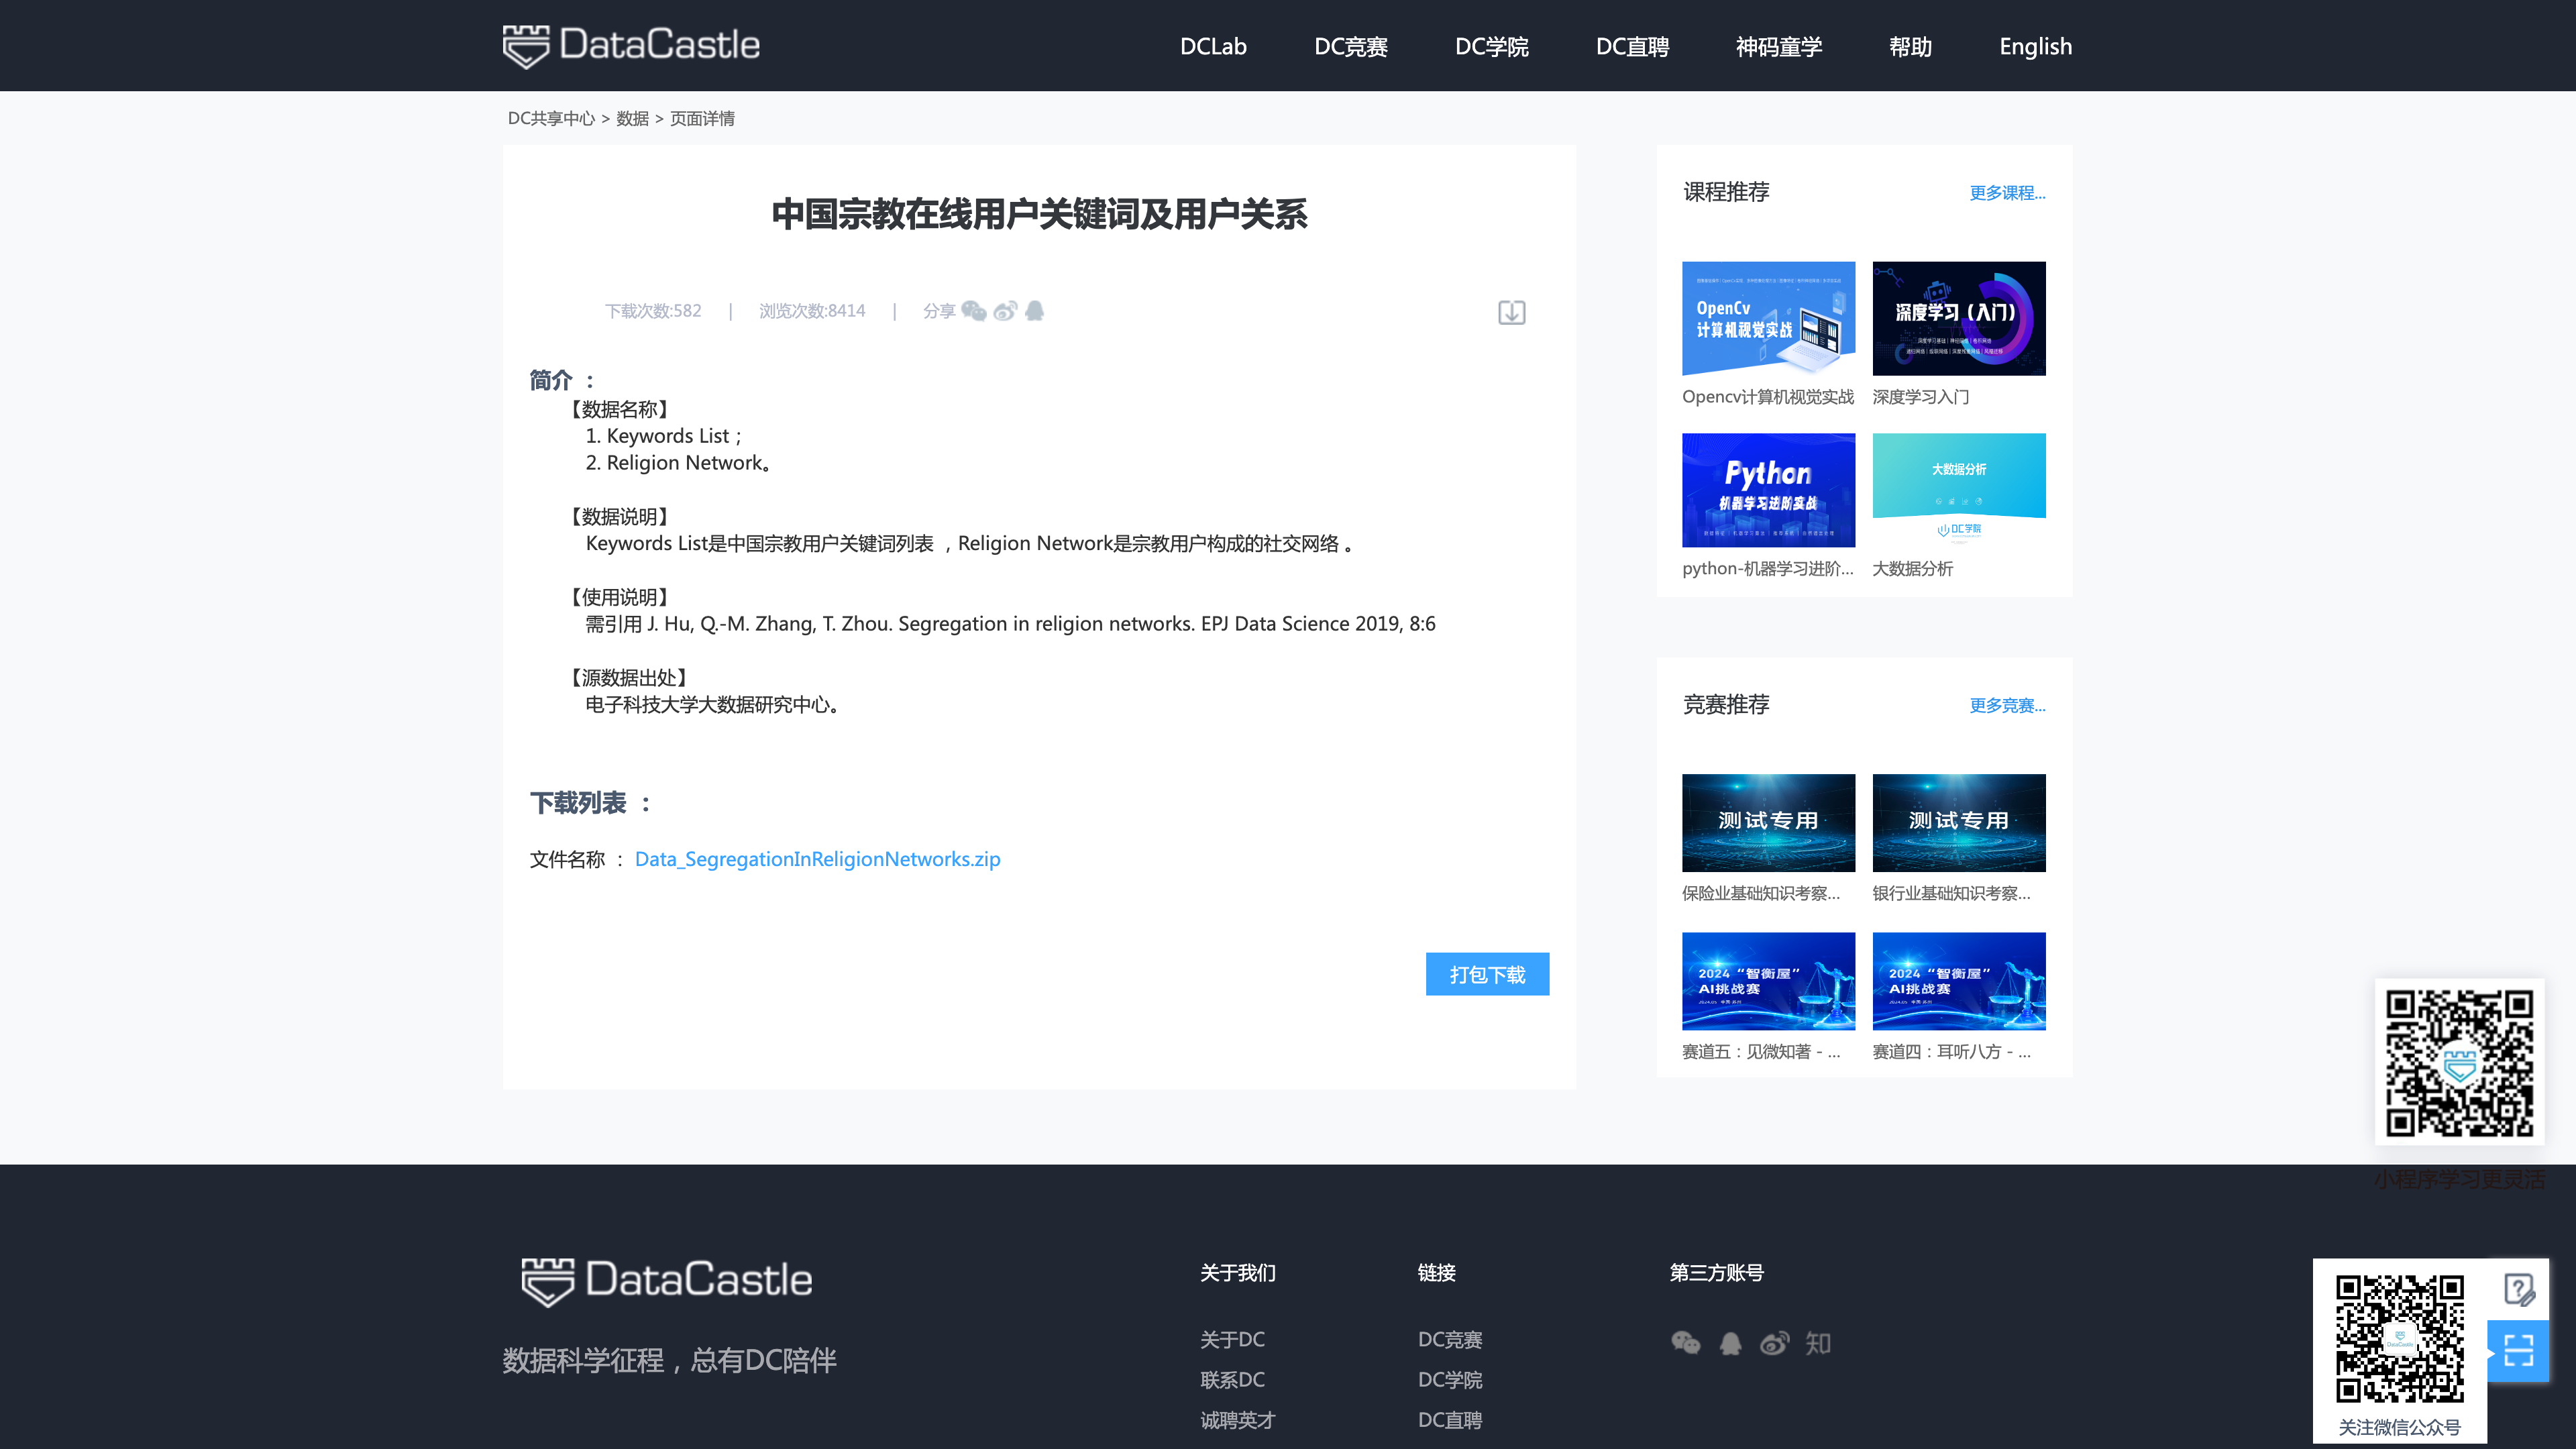 DataCastle
DCLab DC竞赛 DC学院 DC直聘 神码童学 帮助 English
DC共享中心 > 数据 > 页面详情
中国宗教在线用户关键词及用户关系
下载次数:582 | 浏览次数:8414 | 分享
简介 ：
【数据名称】
1. Keywords List；
2. Religion Network。
【数据说明】
Keywords List是中国宗教用户关键词列表 ，Religion Network是宗教用户构成的社交网络 。
【使用说明】
需引用 J. Hu, Q.-M. Zhang, T. Zhou. Segregation in religion networks. EPJ Data Science 2019, 8:6
【源数据出处】
电子科技大学大数据研究中心。
下载列表 ：
文件名称 ： Data_SegregationInReligionNetworks.zip
打包下载
课程推荐 更多课程...
OpenCv
计算机视觉实战
深度学习（入门）
Opencv计算机视觉实战 深度学习入门
Python
机器学习进阶实战
大数据分析
DC学院
python-机器学习进阶... 大数据分析
竞赛推荐 更多竞赛...
测试专用 测试专用
保险业基础知识考察... 银行业基础知识考察...
2024 “智衡屋”
AI挑战赛
2024 “智衡屋”
AI挑战赛
赛道五：见微知著 - ... 赛道四：耳听八方 - ...
小程序学习更灵活
DataCastle
数据科学征程，总有DC陪伴
关于我们
关于DC
联系DC
诚聘英才
链接
DC竞赛
DC学院
DC直聘
第三方账号
知
关注微信公众号